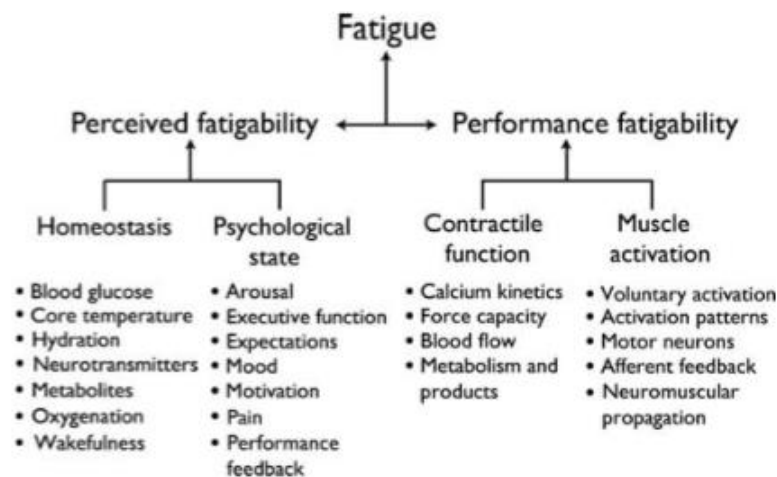 Fatigue
Perceived fatigability
Performance fatigability
Homeostasis
• Blood glucose
• Core temperature
• Hydration
• Neurotransmitters
• Metabolites
• Oxygenation
• Wakefulness
Psychological
state
• Arousal
• Executive function
• Expectations
• Mood
• Motivation
• Pain
• Performance
feedback
Contractile
function
• Calcium kinetics
• Force capacity
• Blood flow
• Metabolism and
products
Muscle
activation
• Voluntary activation
• Activation patterns
• Motor neurons
• Afferent feedback
• Neuromuscular
propagation